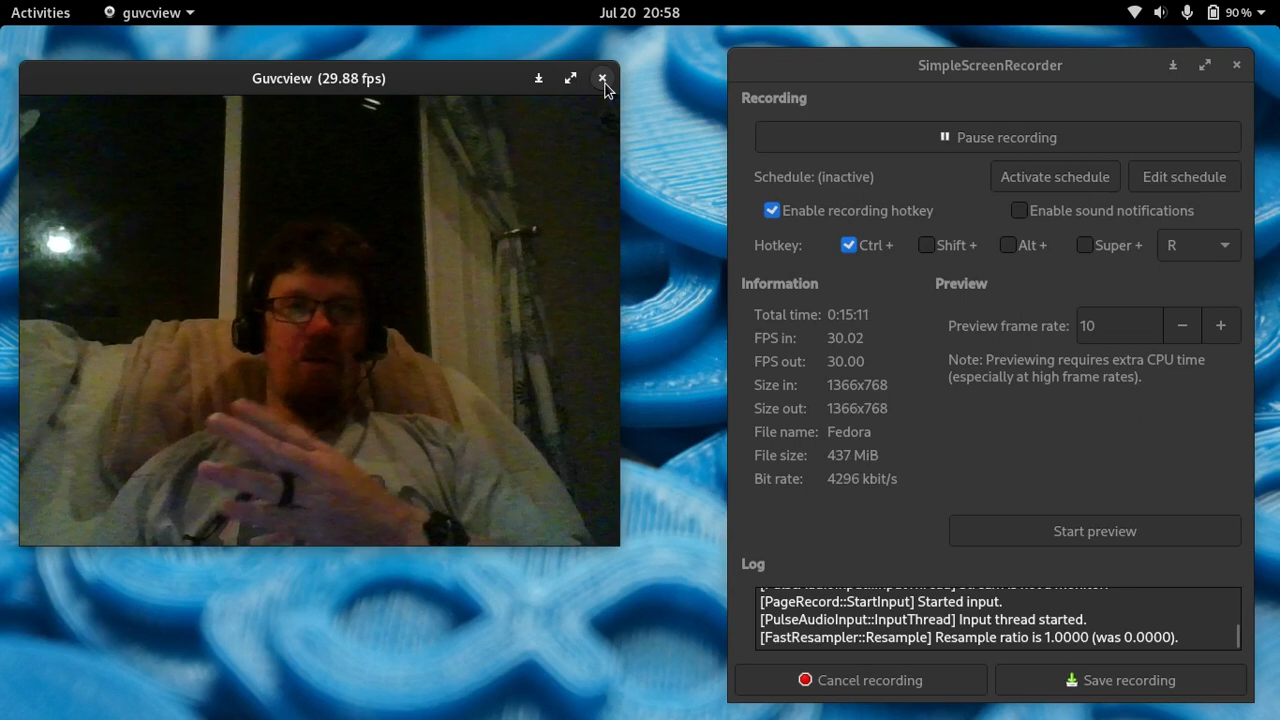 Activities guvcview Jul 20 20:58 90 %
Guvcview (29.88 fps)
SimpleScreenRecorder
Recording
Pause recording
Schedule: (inactive) Activate schedule Edit schedule
Enable recording hotkey Enable sound notifications
Hotkey: Ctrl + Shift + Alt + Super + R
Information
Total time: 0:15:11
FPS in: 30.02
FPS out: 30.00
Size in: 1366x768
Size out: 1366x768
File name: Fedora
File size: 437 MiB
Bit rate: 4296 kbit/s
Preview
Preview frame rate: 10
Note: Previewing requires extra CPU time
(especially at high frame rates).
Start preview
Log
[PageRecord::StartInput] Started input.
[PulseAudioInput::InputThread] Input thread started.
[FastResampler::Resample] Resample ratio is 1.0000 (was 0.0000).
Cancel recording Save recording